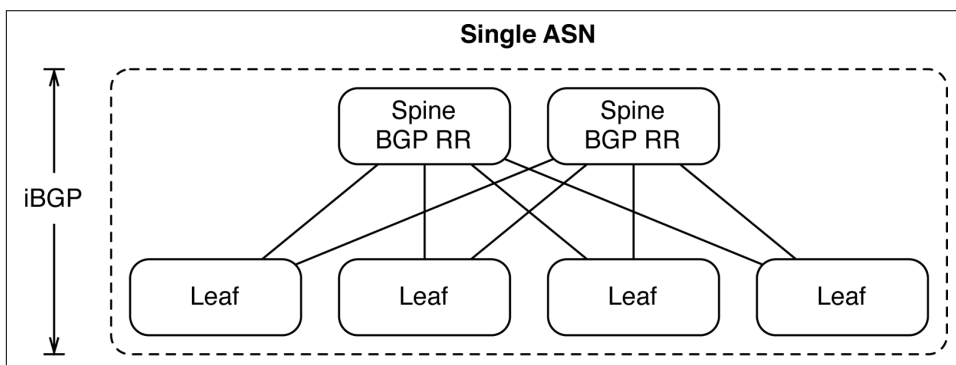 Single ASN
Spine
BGP RR
Spine
BGP RR
iBGP
Leaf
Leaf
Leaf
Leaf